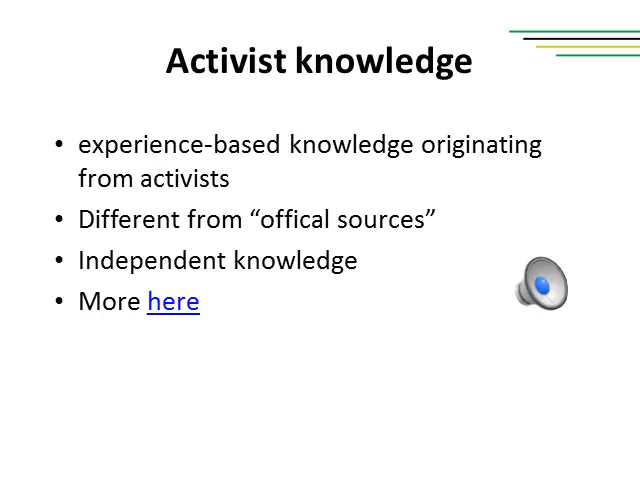 Activist knowledge
• experience-based knowledge originating
from activists
• Different from “offical sources”
• Independent knowledge
• More here